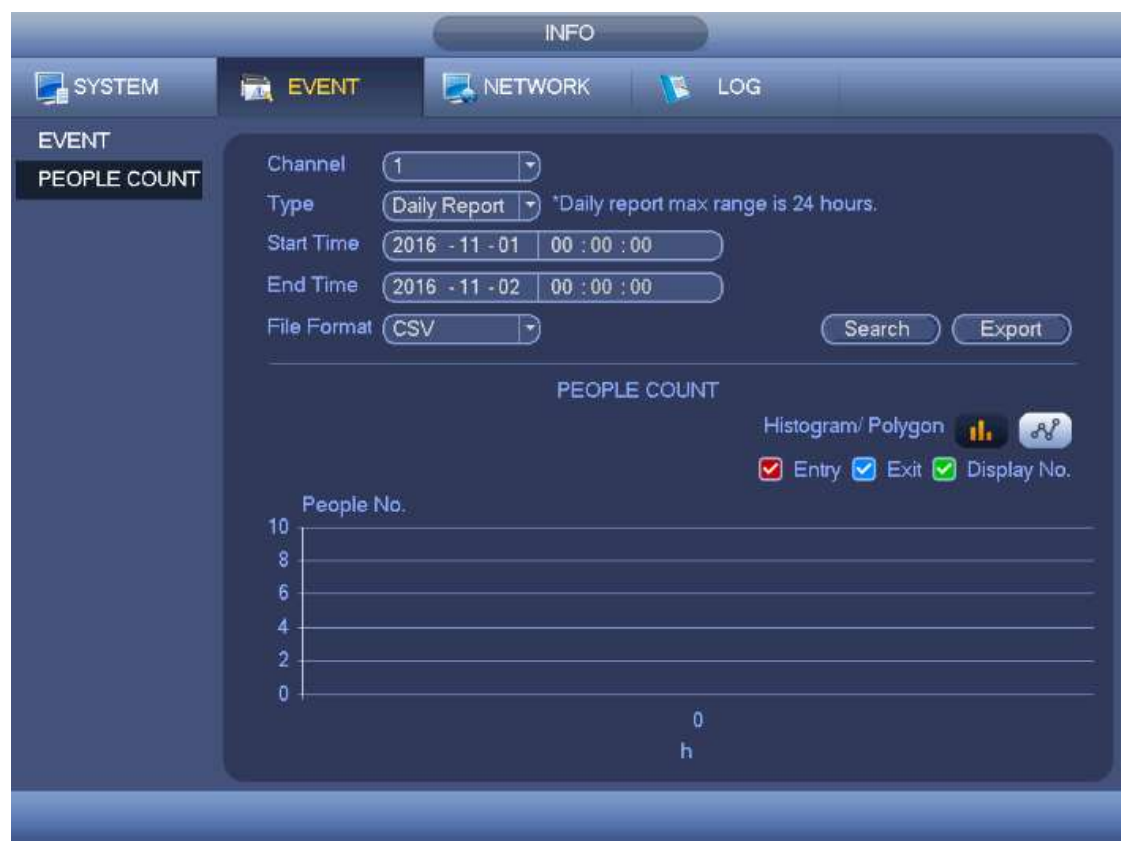 INFO
SYSTEM EVENT NETWORK LOG
EVENT
PEOPLE COUNT
Channel 1
Type Daily Report *Daily report max range is 24 hours.
Start Time 2016 - 11 - 01 00 : 00 : 00
End Time 2016 - 11 - 02 00 : 00 : 00
File Format CSV Search Export
PEOPLE COUNT
Histogram/ Polygon
Entry Exit Display No.
People No.
10
8
6
4
2
0
0
h